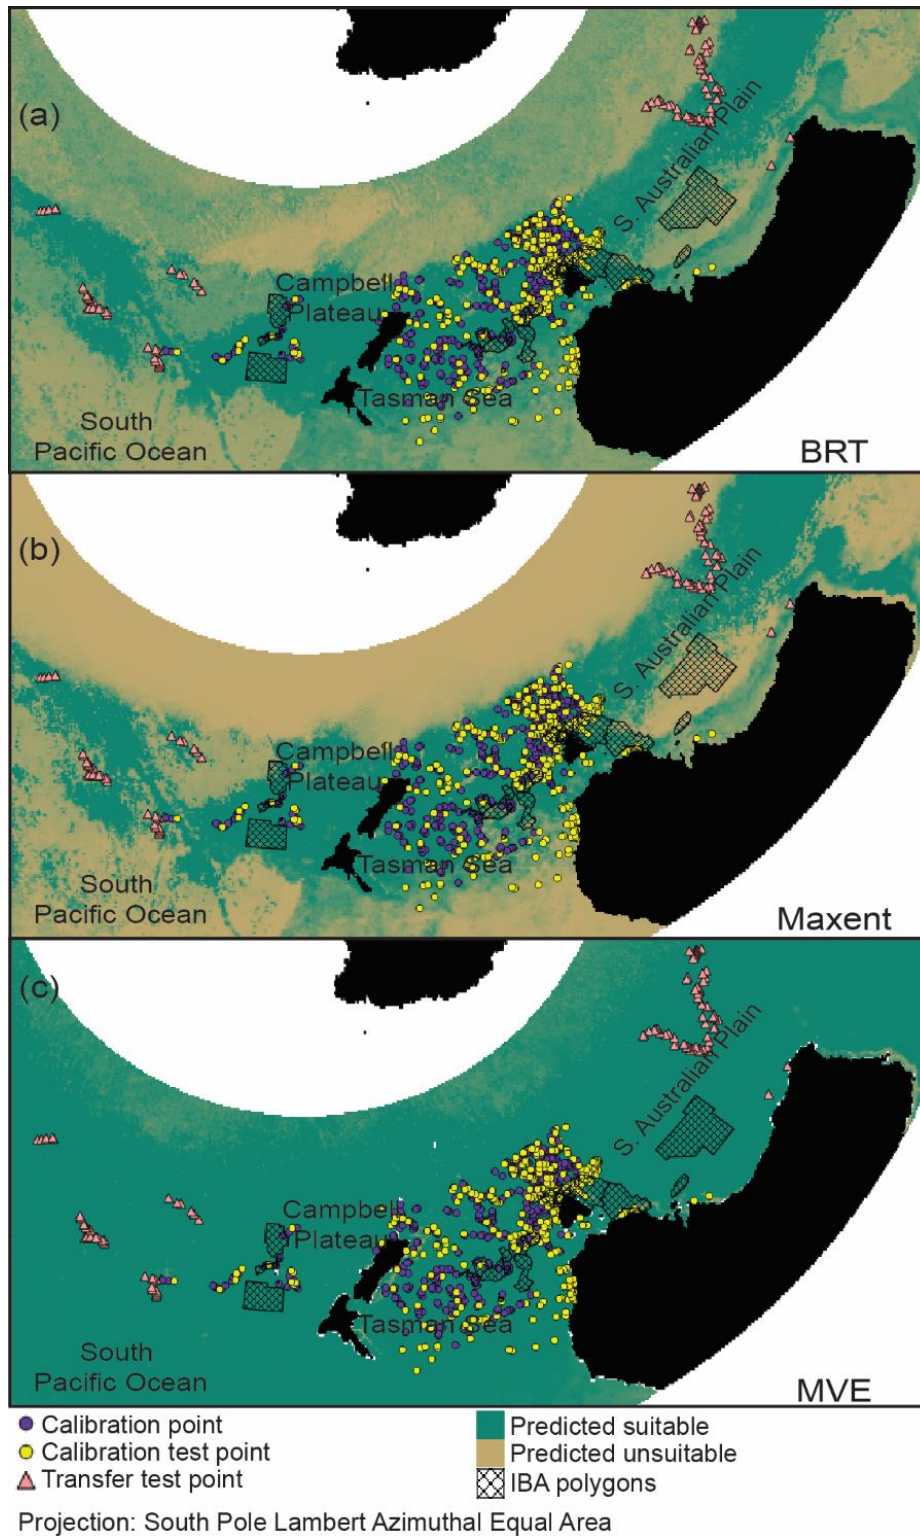 (a)
S. Australian Plain
Campbell
Plateau
Tasman Sea
South
Pacific Ocean
BRT
(b)
S. Australian Plain
Campbell
Plateau
Tasman Sea
South
Pacific Ocean
Maxent
(c)
S. Australian Plain
Campbell
Plateau
Tasman Sea
South
Pacific Ocean
MVE
Calibration point
Calibration test point
Transfer test point
Predicted suitable
Predicted unsuitable
IBA polygons
Projection: South Pole Lambert Azimuthal Equal Area